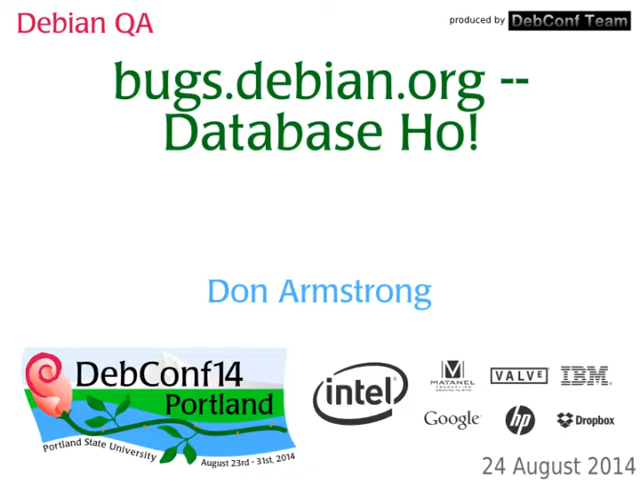 Debian QA
produced by DebConf Team
bugs.debian.org --
Database Ho!
Don Armstrong
DebConf14
Portland
Portland State University
August 23rd - 31st, 2014
intel
MATANEL
FOUNDATION
VALVE
IBM
Google
hp
Dropbox
24 August 2014